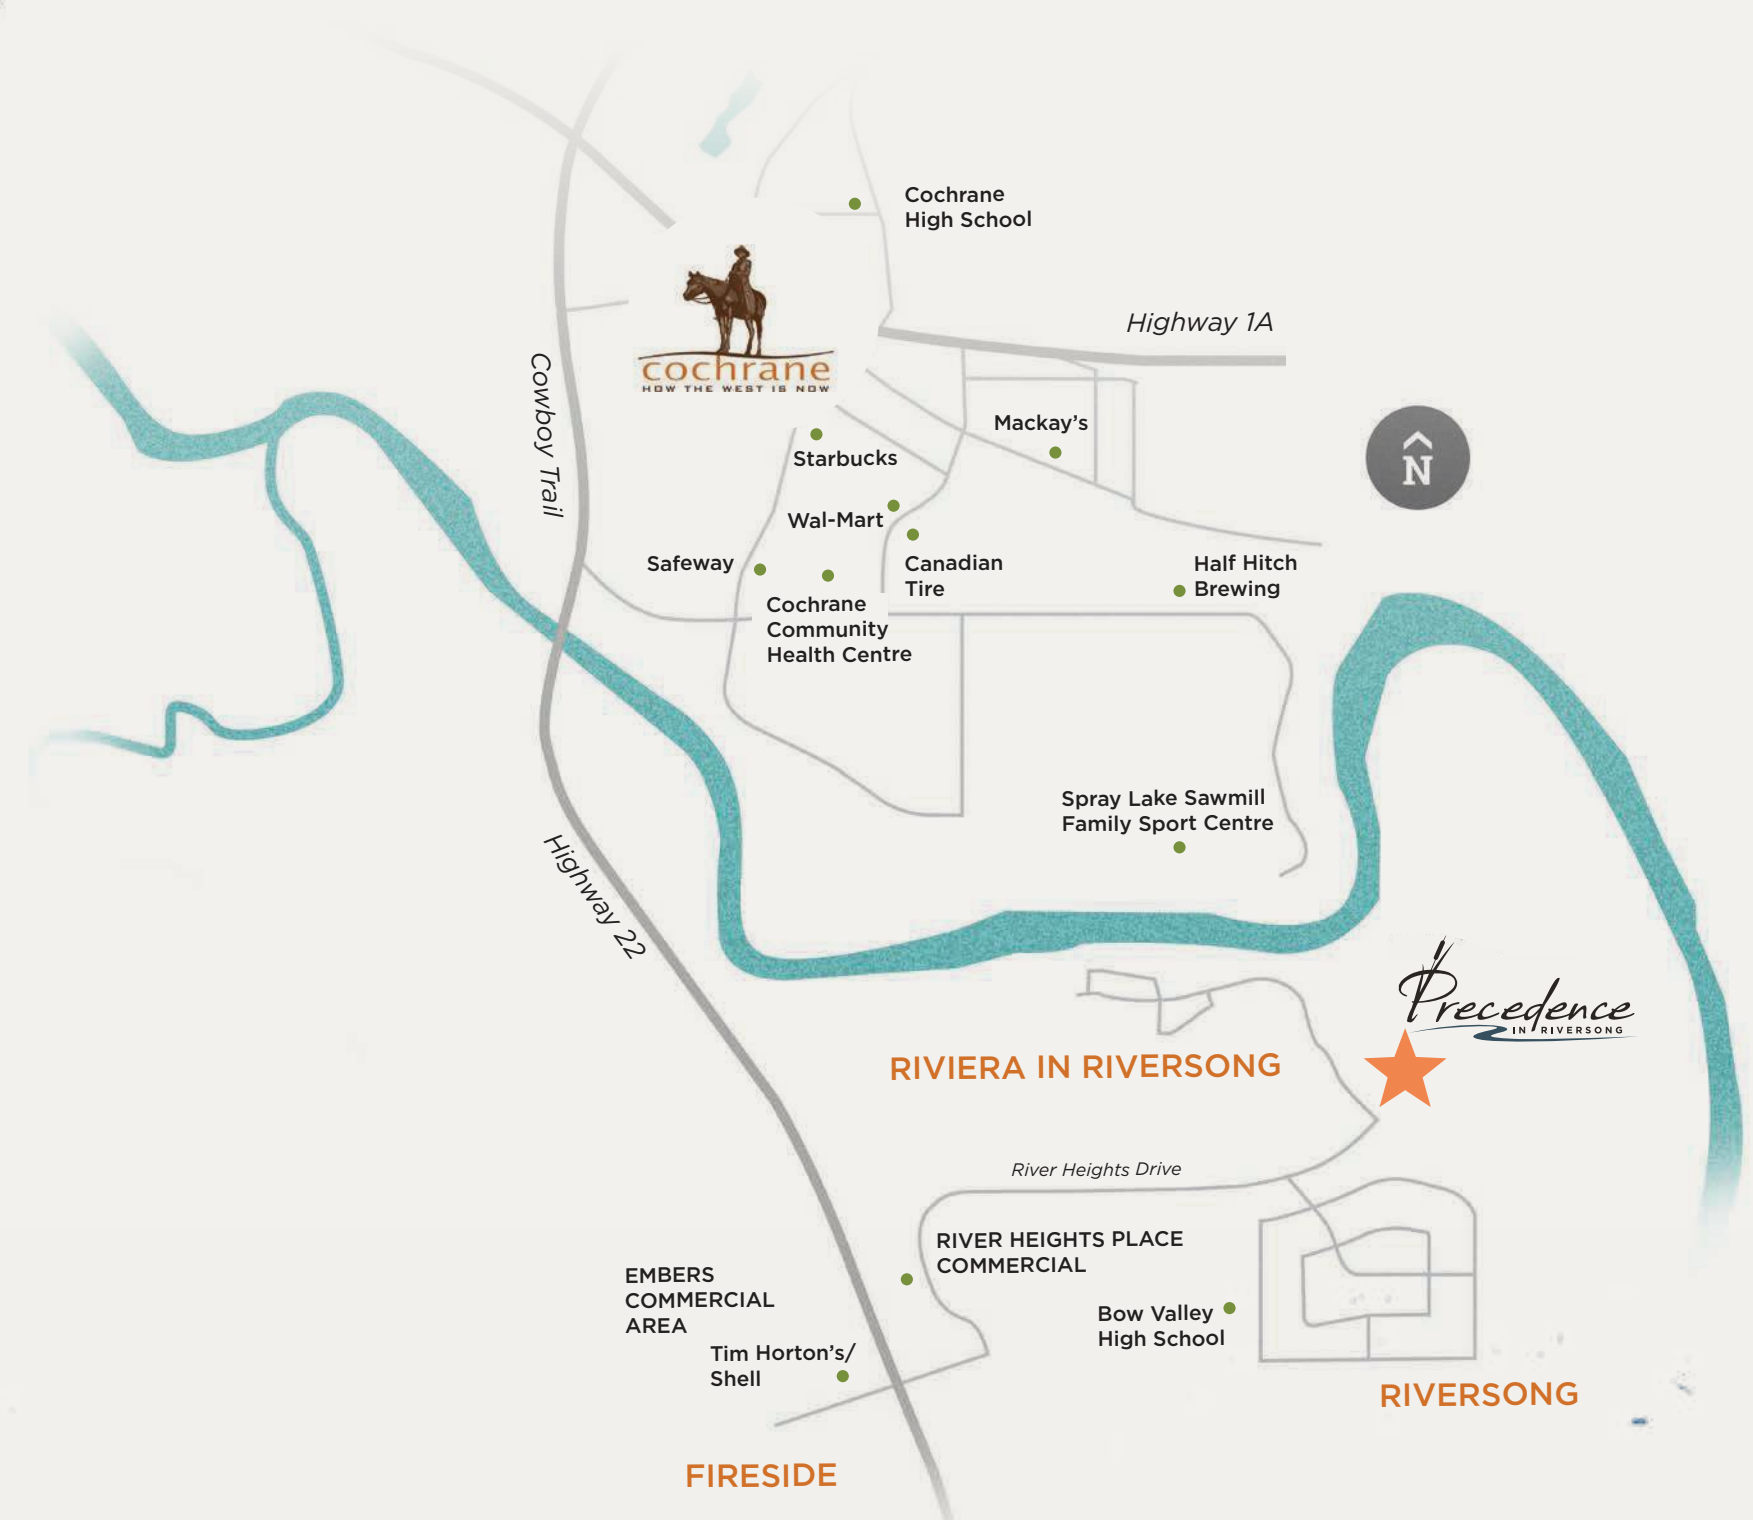 Cochrane
High School
Highway 1A
cochrane
HOW THE WEST IS NOW
Cowboy Trail
Mackay's
Starbucks
N
Wal-Mart
Safeway
Canadian
Tire
Half Hitch
Brewing
Cochrane
Community
Health Centre
Spray Lake Sawmill
Family Sport Centre
Highway 22
Precedence
IN RIVERSONG
RIVIERA IN RIVERSONG
River Heights Drive
RIVER HEIGHTS PLACE
COMMERCIAL
EMBERS
COMMERCIAL
AREA
Bow Valley
High School
Tim Horton's/
Shell
RIVERSONG
FIRESIDE